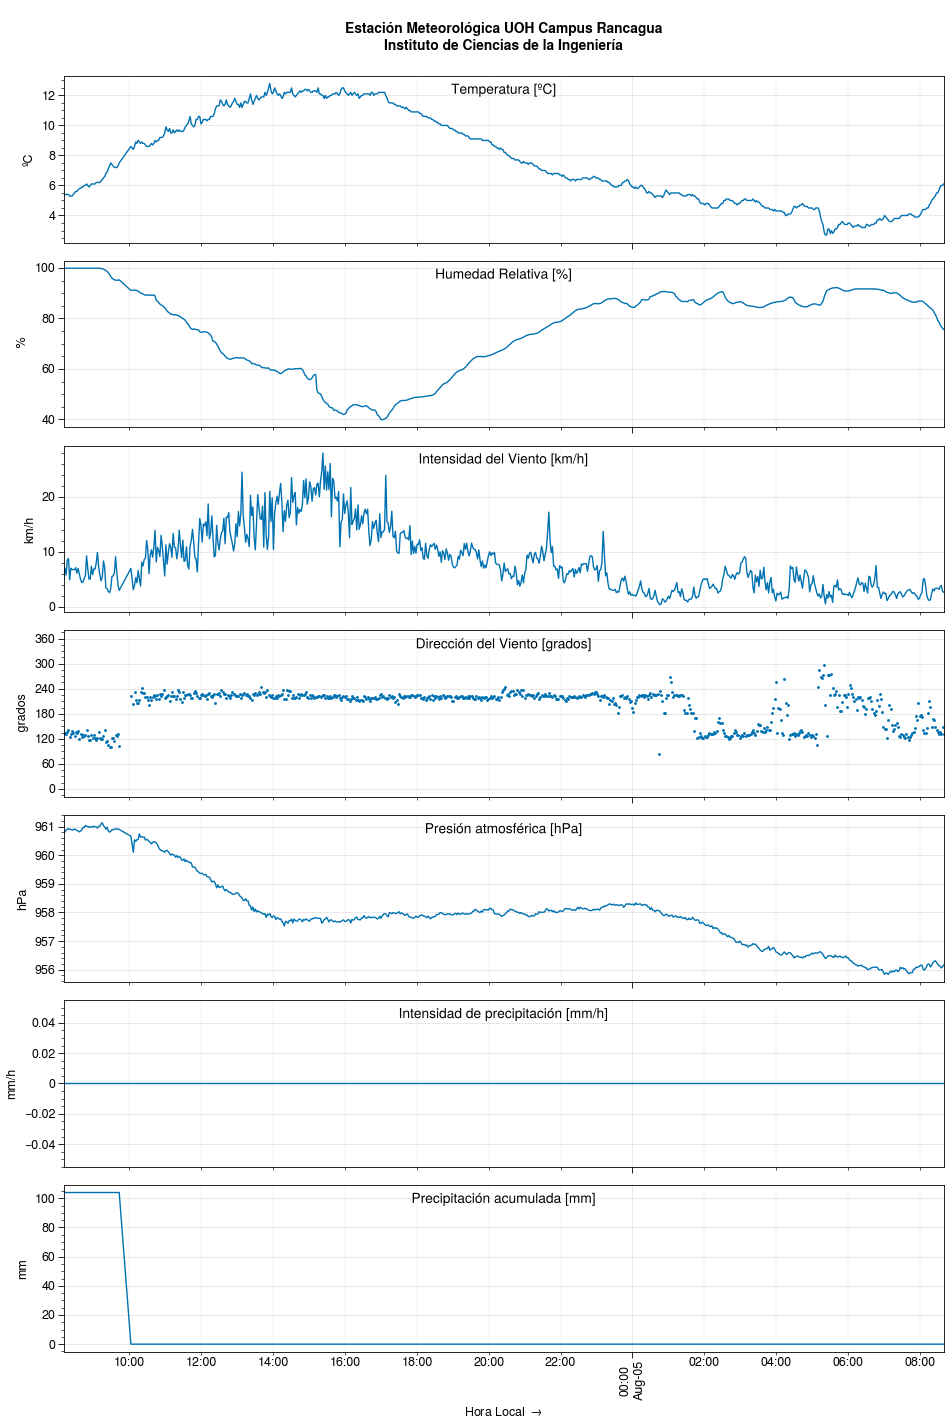 Estación Meteorológica UOH Campus Rancagua
Instituto de Ciencias de la Ingeniería
Temperatura [ºC]
ºC
12
10
8
6
4
Humedad Relativa [%]
%
100
80
60
40
Intensidad del Viento [km/h]
km/h
20
10
0
Dirección del Viento [grados]
grados
360
300
240
180
120
60
0
Presión atmosférica [hPa]
hPa
961
960
959
958
957
956
Intensidad de precipitación [mm/h]
mm/h
0.04
0.02
0
−0.02
−0.04
Precipitación acumulada [mm]
mm
100
80
60
40
20
0
10:00 12:00 14:00 16:00 18:00 20:00 22:00 00:00 02:00 04:00 06:00 08:00
Aug-05
Hora Local →